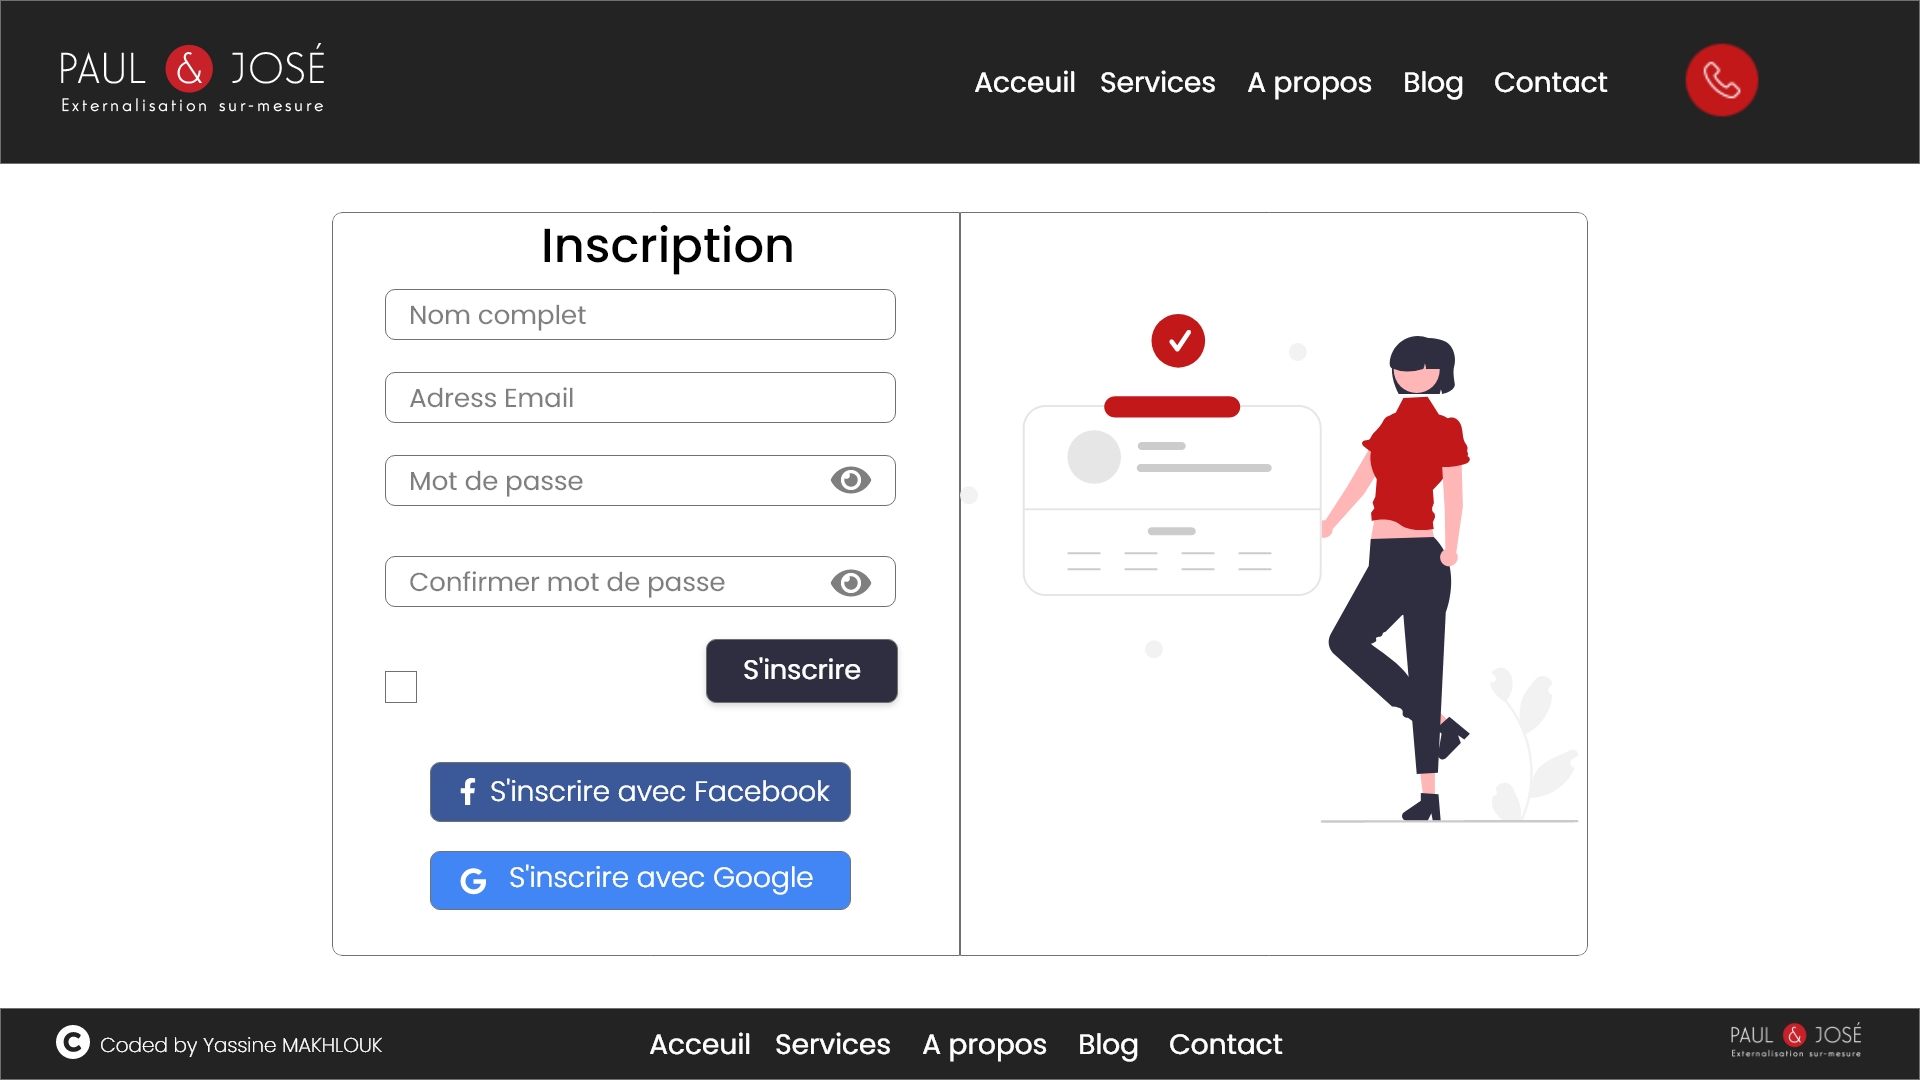 PAUL & JOSÉ
Externalisation sur-mesure
Acceuil Services A propos Blog Contact
Inscription
Nom complet
Adress Email
Mot de passe
Confirmer mot de passe
S'inscrire
S'inscrire avec Facebook
S'inscrire avec Google
Coded by Yassine MAKHLOUK
Acceuil Services A propos Blog Contact
PAUL & JOSÉ
Externalisation sur-mesure